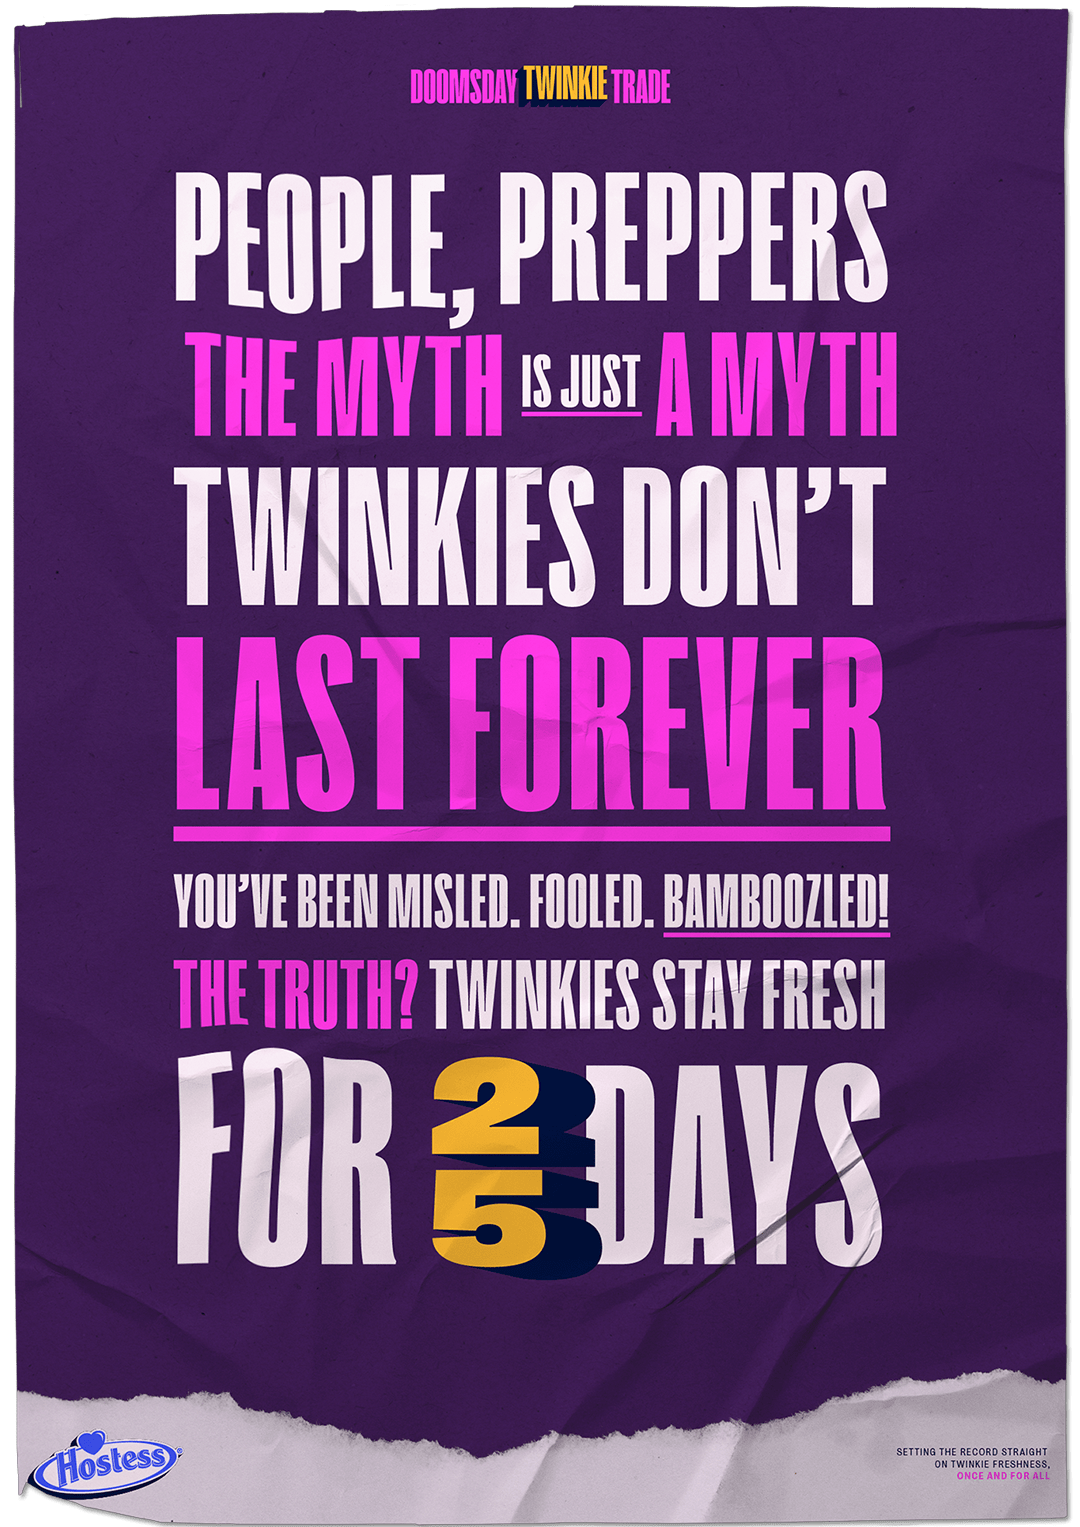 DOOMSDAY TWINKIE TRADE
PEOPLE, PREPPERS
THE MYTH IS JUST A MYTH
TWINKIES DON'T
LAST FOREVER
YOU'VE BEEN MISLED. FOOLED. BAMBOOZLED!
THE TRUTH? TWINKIES STAY FRESH
FOR 25 DAYS
Hostess®
SETTING THE RECORD STRAIGHT
ON TWINKIE FRESHNESS,
ONCE AND FOR ALL